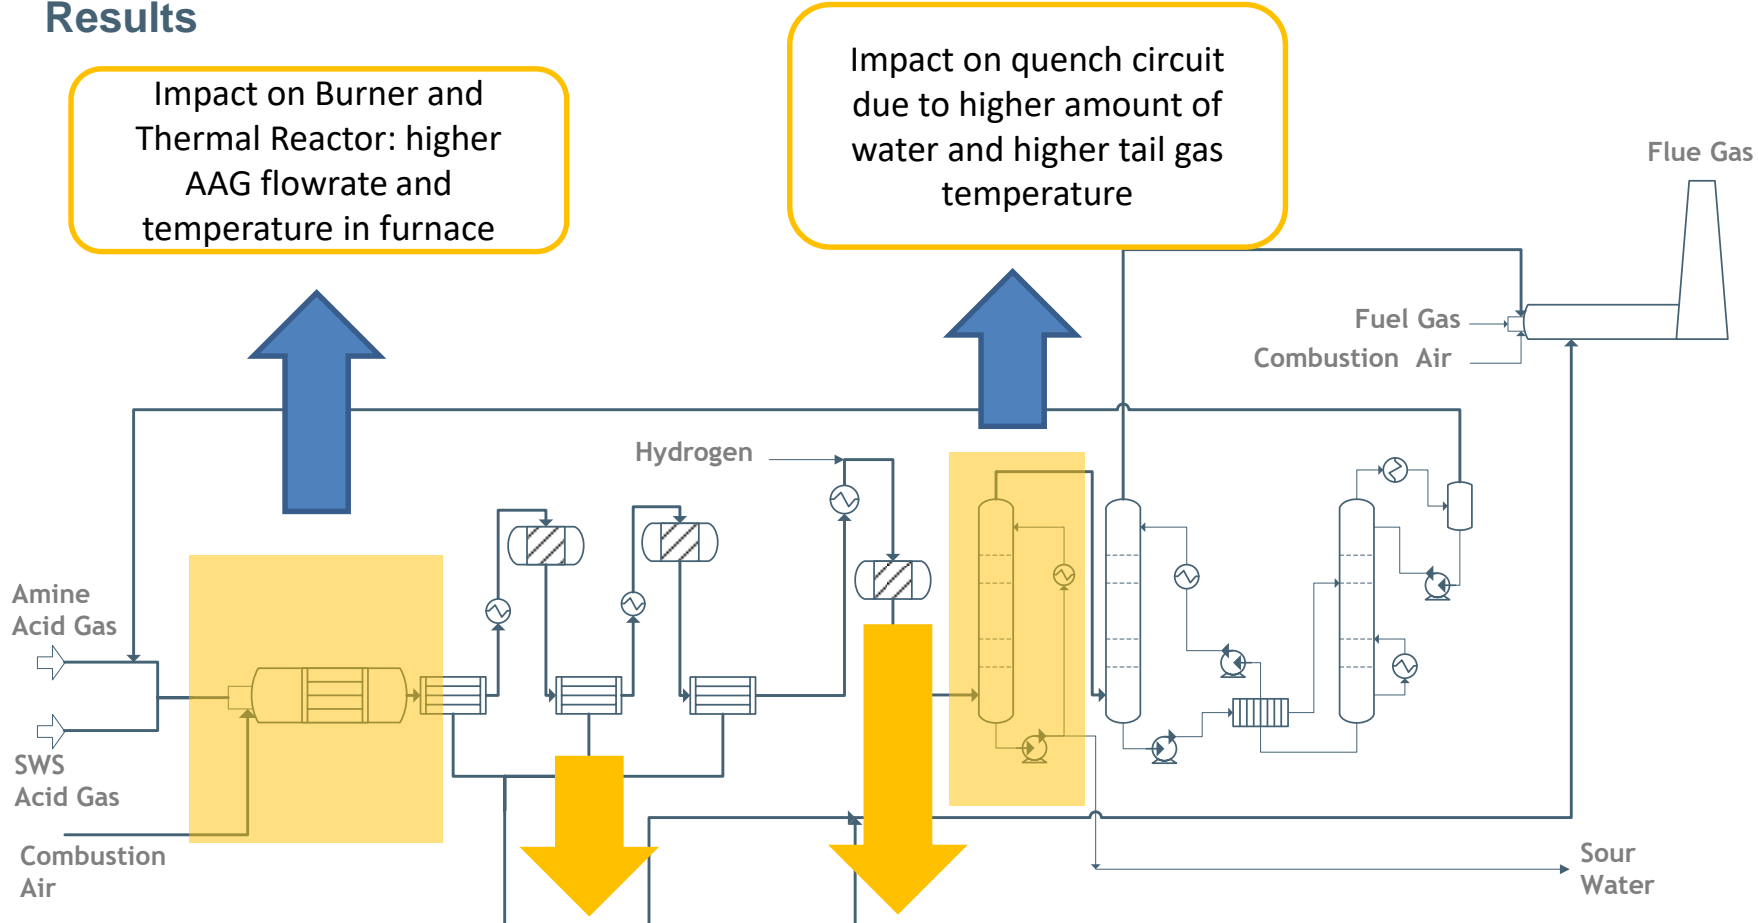 Results
Impact on Burner and
Thermal Reactor: higher
AAG flowrate and
temperature in furnace
Impact on quench circuit
due to higher amount of
water and higher tail gas
temperature
Flue Gas
Fuel Gas
Combustion Air
Hydrogen
Amine
Acid Gas
SWS
Acid Gas
Combustion
Air
Sour
Water